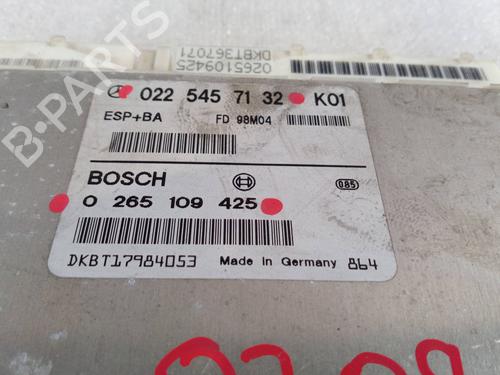 0265109425
DKBT367071
022 545 71 32 K01
ESP+BA FD 98M04
BOSCH 085
0 265 109 425
DKBT17984053 Made in Germany 864
B-PARTS